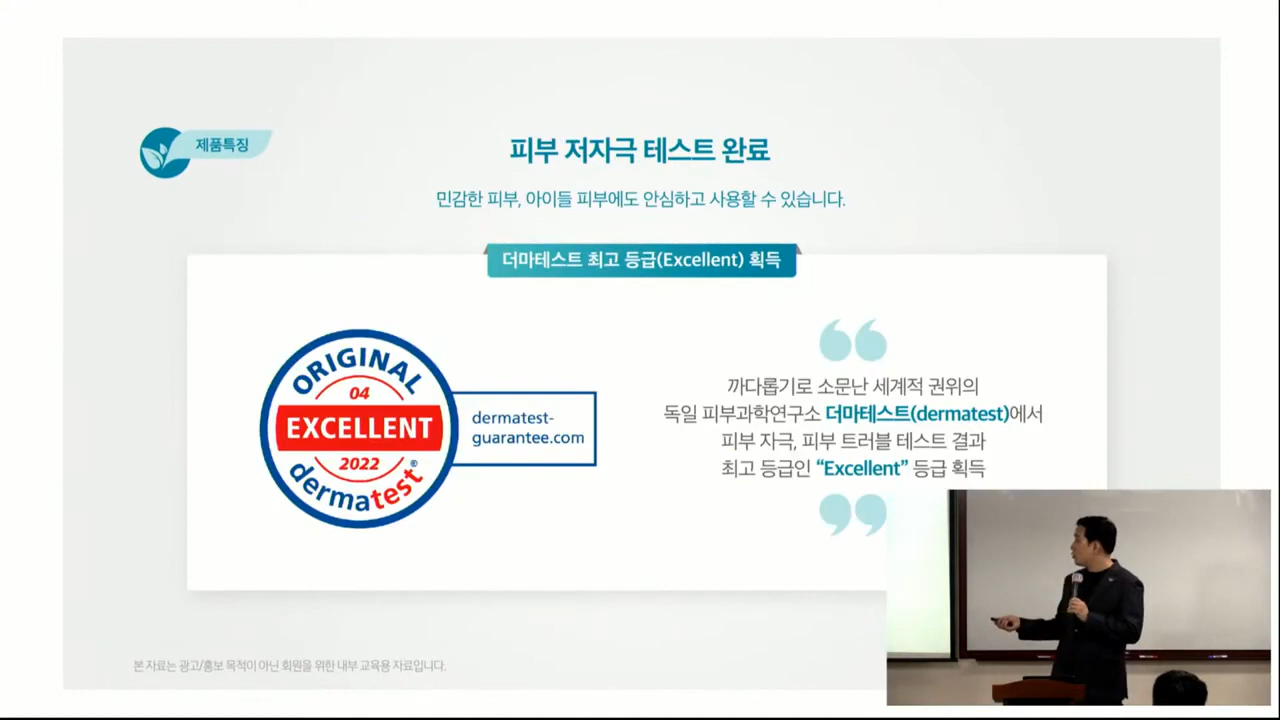 제품특징
피부 저자극 테스트 완료
민감한 피부, 아이들 피부에도 안심하고 사용할 수 있습니다.
더마테스트 최고 등급(Excellent) 획득
ORIGINAL
04
EXCELLENT
2022
dermatest®
dermatest-
guarantee.com
까다롭기로 소문난 세계적 권위의
독일 피부과학연구소 더마테스트(dermatest)에서
피부 자극, 피부 트러블 테스트 결과
최고 등급인 “Excellent” 등급 획득
본 자료는 광고/홍보 목적이 아닌 회원을 위한 내부 교육용 자료입니다.